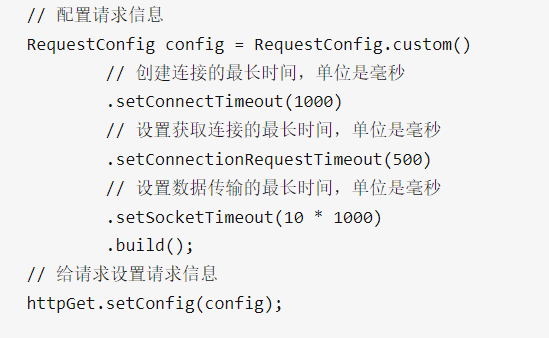 // 配置请求信息
RequestConfig config = RequestConfig.custom()
// 创建连接的最长时间，单位是毫秒
.setConnectTimeout(1000)
// 设置获取连接的最长时间，单位是毫秒
.setConnectionRequestTimeout(500)
// 设置数据传输的最长时间，单位是毫秒
.setSocketTimeout(10 * 1000)
.build();
// 给请求设置请求信息
httpGet.setConfig(config);